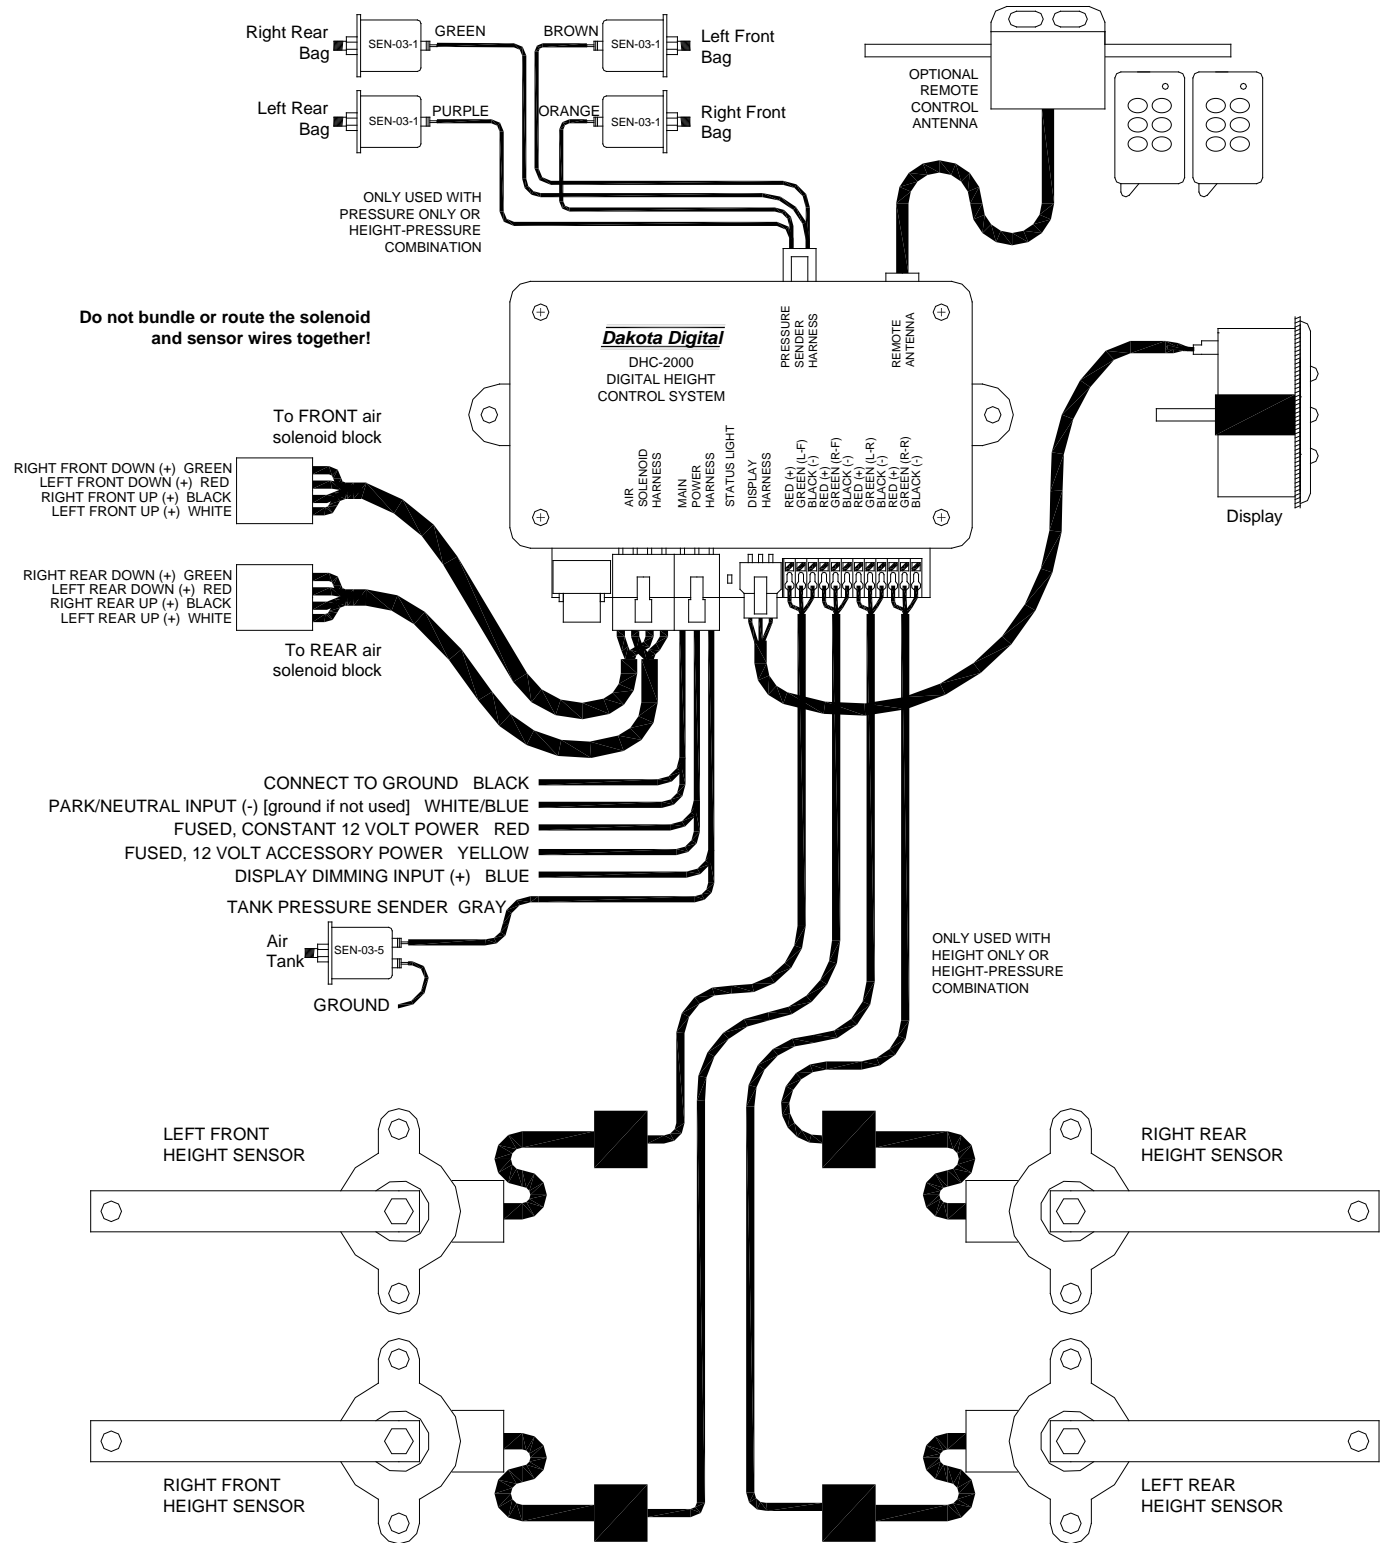 Right Rear
Bag
SEN-03-1
GREEN
BROWN
SEN-03-1
Left Front
Bag
Left Rear
Bag
SEN-03-1
PURPLE
ORANGE
SEN-03-1
Right Front
Bag
OPTIONAL
REMOTE
CONTROL
ANTENNA
ONLY USED WITH
PRESSURE ONLY OR
HEIGHT-PRESSURE
COMBINATION
Do not bundle or route the solenoid
and sensor wires together!
Dakota Digital
DHC-2000
DIGITAL HEIGHT
CONTROL SYSTEM
PRESSURE
SENDER
HARNESS
REMOTE
ANTENNA
AIR
SOLENOID
HARNESS
MAIN
POWER
HARNESS
STATUS LIGHT
DISPLAY
HARNESS
RED (+)
GREEN (L-F)
BLACK (-)
RED (+)
GREEN (R-F)
BLACK (-)
RED (+)
GREEN (L-R)
BLACK (-)
RED (+)
GREEN (R-R)
BLACK (-)
Display
To FRONT air
solenoid block
RIGHT FRONT DOWN (+) GREEN
LEFT FRONT DOWN (+) RED
RIGHT FRONT UP (+) BLACK
LEFT FRONT UP (+) WHITE
RIGHT REAR DOWN (+) GREEN
LEFT REAR DOWN (+) RED
RIGHT REAR UP (+) BLACK
LEFT REAR UP (+) WHITE
To REAR air
solenoid block
CONNECT TO GROUND BLACK
PARK/NEUTRAL INPUT (-) [ground if not used] WHITE/BLUE
FUSED, CONSTANT 12 VOLT POWER RED
FUSED, 12 VOLT ACCESSORY POWER YELLOW
DISPLAY DIMMING INPUT (+) BLUE
TANK PRESSURE SENDER GRAY
Air
Tank
SEN-03-5
GROUND
ONLY USED WITH
HEIGHT ONLY OR
HEIGHT-PRESSURE
COMBINATION
LEFT FRONT
HEIGHT SENSOR
RIGHT REAR
HEIGHT SENSOR
RIGHT FRONT
HEIGHT SENSOR
LEFT REAR
HEIGHT SENSOR